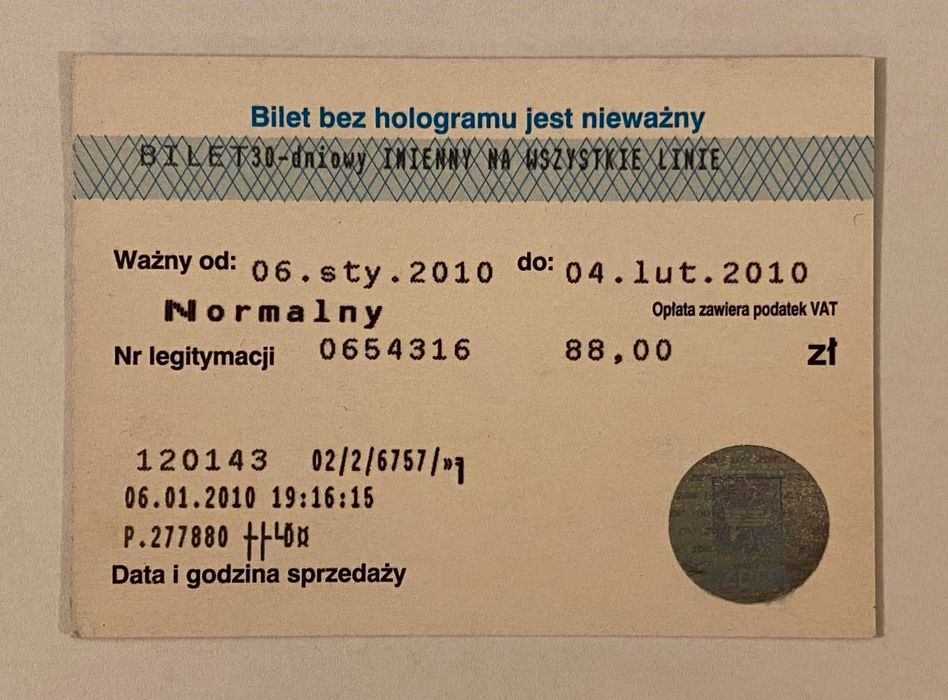 Bilet bez hologramu jest nieważny
BILET30-dniowy IMIENNY NA WSZYSTKIE LINIE
Ważny od: 06.sty.2010 do: 04.lut.2010
Normalny Opłata zawiera podatek VAT
Nr legitymacji 0654316 88,00 zł
120143 02/2/6757/»
06.01.2010 19:16:15
P.277880
Data i godzina sprzedaży